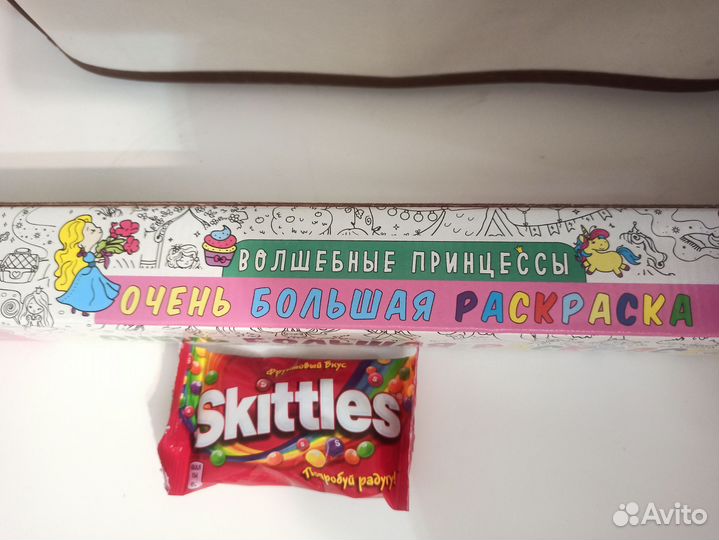 ВОЛШЕБНЫЕ ПРИНЦЕССЫ
ОЧЕНЬ БОЛЬШАЯ РАСКРАСКА
Фруктовый Вкус
Skittles
Попробуй радугу!
Avito